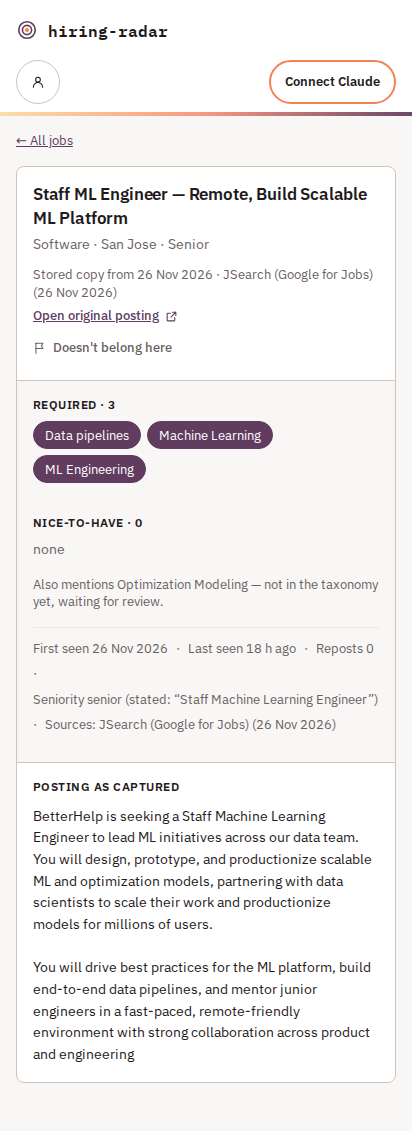 hiring-radar
Connect Claude
← All jobs
Staff ML Engineer — Remote, Build Scalable
ML Platform
Software · San Jose · Senior
Stored copy from 26 Nov 2026 · JSearch (Google for Jobs)
(26 Nov 2026)
Open original posting
Doesn't belong here
REQUIRED · 3
Data pipelines
Machine Learning
ML Engineering
NICE-TO-HAVE · 0
none
Also mentions Optimization Modeling — not in the taxonomy
yet, waiting for review.
First seen 26 Nov 2026 · Last seen 18 h ago · Reposts 0
·
Seniority senior (stated: “Staff Machine Learning Engineer”)
· Sources: JSearch (Google for Jobs) (26 Nov 2026)
POSTING AS CAPTURED
BetterHelp is seeking a Staff Machine Learning
Engineer to lead ML initiatives across our data team.
You will design, prototype, and productionize scalable
ML and optimization models, partnering with data
scientists to scale their work and productionize
models for millions of users.
You will drive best practices for the ML platform, build
end-to-end data pipelines, and mentor junior
engineers in a fast-paced, remote-friendly
environment with strong collaboration across product
and engineering